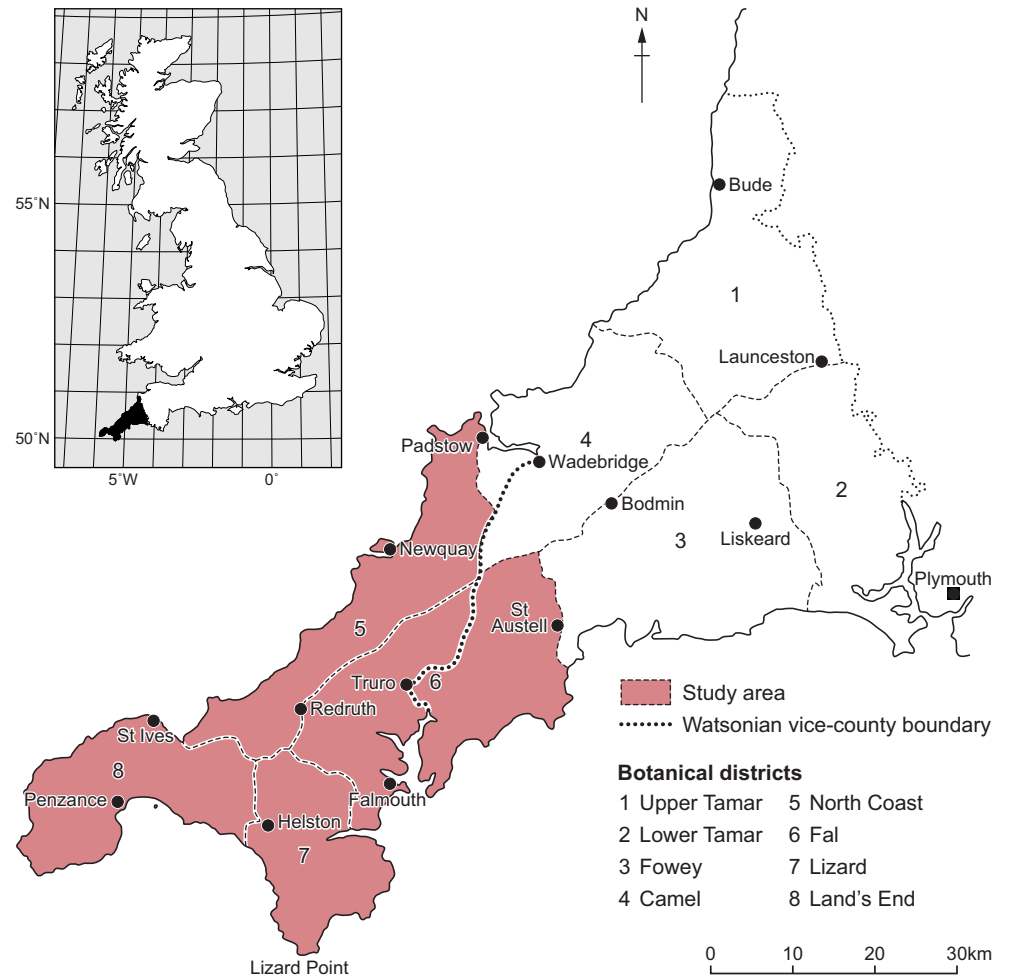 N
55°N
50°N
5°W
0°
Bude
1
Launceston
Padstow
4
Wadebridge
Bodmin
2
3
Liskeard
Newquay
Plymouth
St
Austell
5
Truro
6
Redruth
St Ives
8
Penzance
Falmouth
Helston
7
Lizard Point
Study area
Watsonian vice-county boundary
Botanical districts
1 Upper Tamar
2 Lower Tamar
3 Fowey
4 Camel
5 North Coast
6 Fal
7 Lizard
8 Land's End
0 10 20 30km